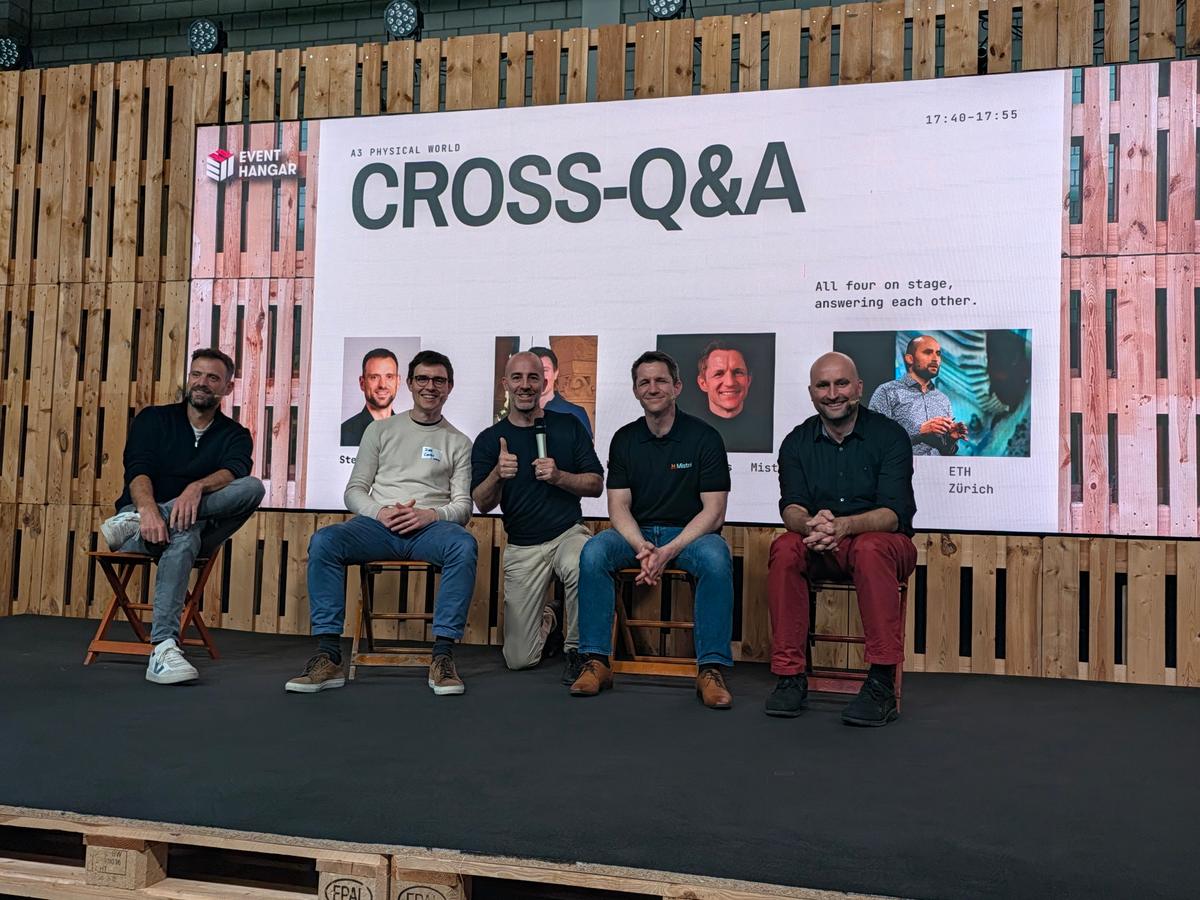 17:40–17:55
EVENT
HANGAR
A3 PHYSICAL WORLD
CROSS-Q&A
All four on stage,
answering each other.
Ste
s Mist
ETH
Zürich
Mistral
EPAL
EPAL